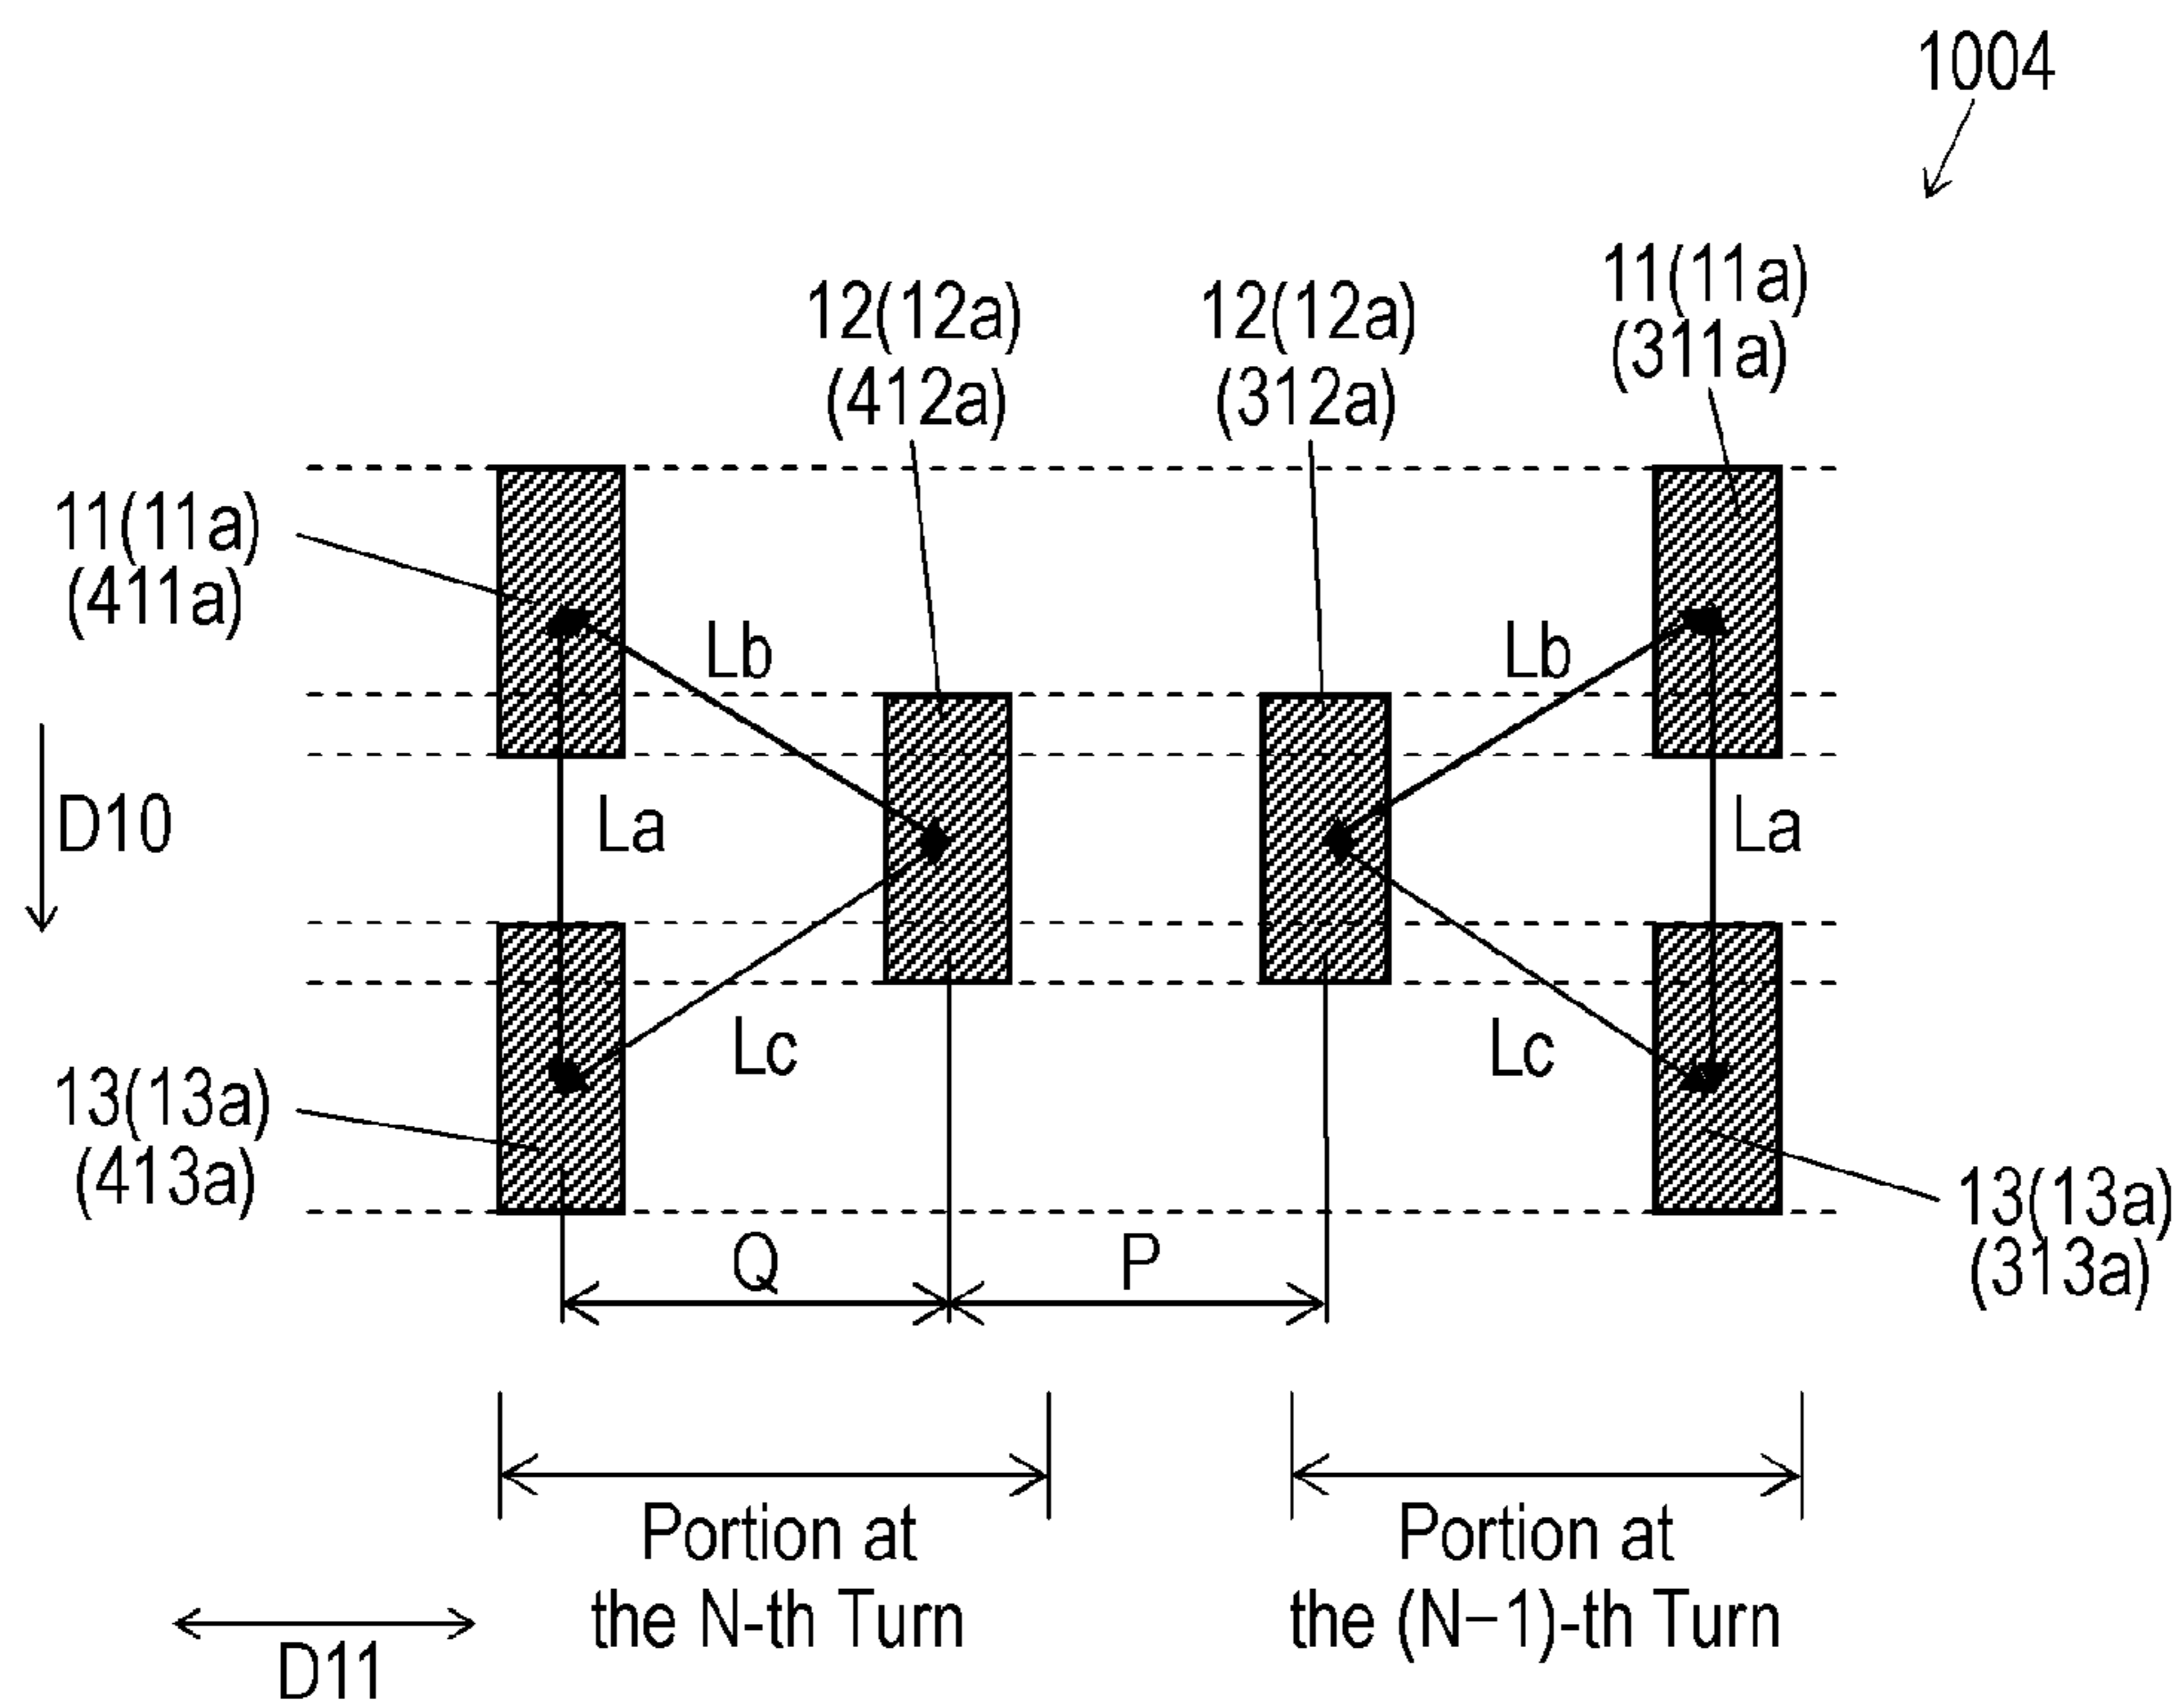 1004
11(11a)
(311a)
12(12a)
(412a)
12(12a)
(312a)
11(11a)
(411a)
Lb
Lb
D10
La
La
Lc
Lc
13(13a)
(413a)
13(13a)
(313a)
Q
P
Portion at
the N-th Turn
Portion at
the (N−1)-th Turn
D11